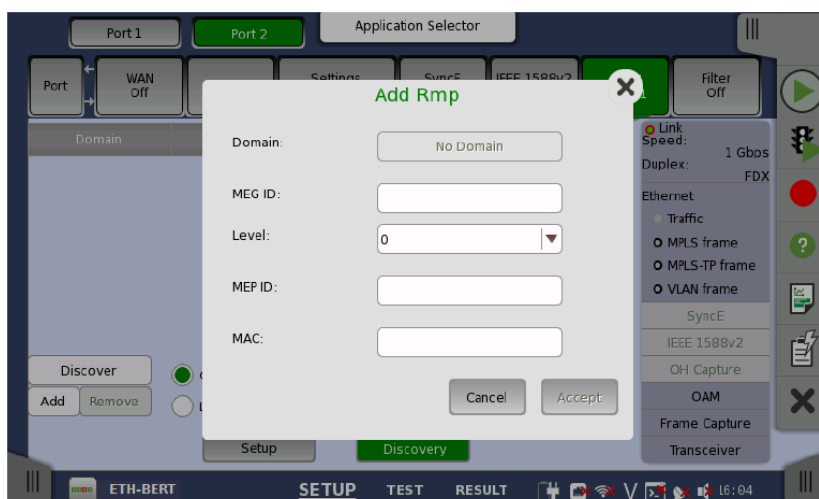 Port 1
Port 2
Application Selector
Port
WAN
Off
Settings
SyncE
IEEE 1588v2
1
Filter
Off
Add Rmp
Domain
Domain:
No Domain
MEG ID:
Level:
0
MEP ID:
MAC:
Cancel
Accept
Link
Speed:
1 Gbps
Duplex:
FDX
Ethernet
Traffic
MPLS frame
MPLS-TP frame
VLAN frame
SyncE
IEEE 1588v2
OH Capture
OAM
Frame Capture
Transceiver
Discover
Add
Remove
Setup
Discovery
ETH-BERT
SETUP
TEST
RESULT
V
16:04